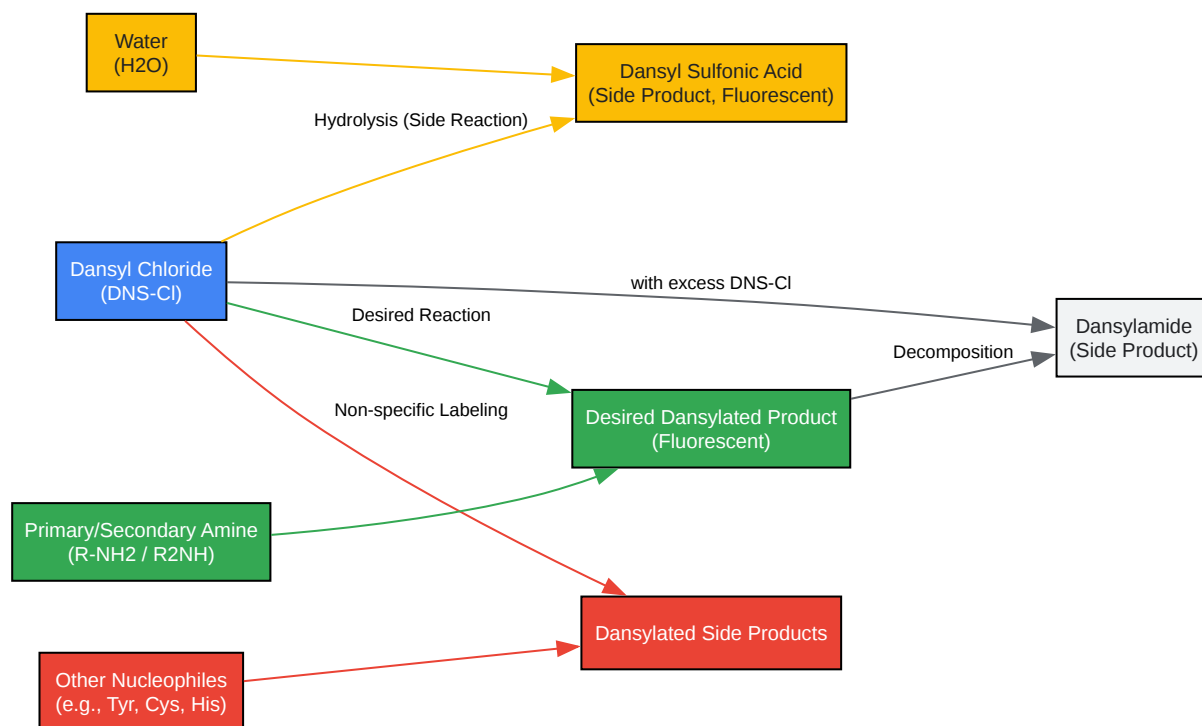 Water
(H2O)
Dansyl Sulfonic Acid
(Side Product, Fluorescent)
Hydrolysis (Side Reaction)
Dansyl Chloride
(DNS-Cl)
with excess DNS-Cl
Desired Reaction
Dansylamide
(Side Product)
Decomposition
Non-specific Labeling
Desired Dansylated Product
(Fluorescent)
Primary/Secondary Amine
(R-NH2 / R2NH)
Dansylated Side Products
Other Nucleophiles
(e.g., Tyr, Cys, His)